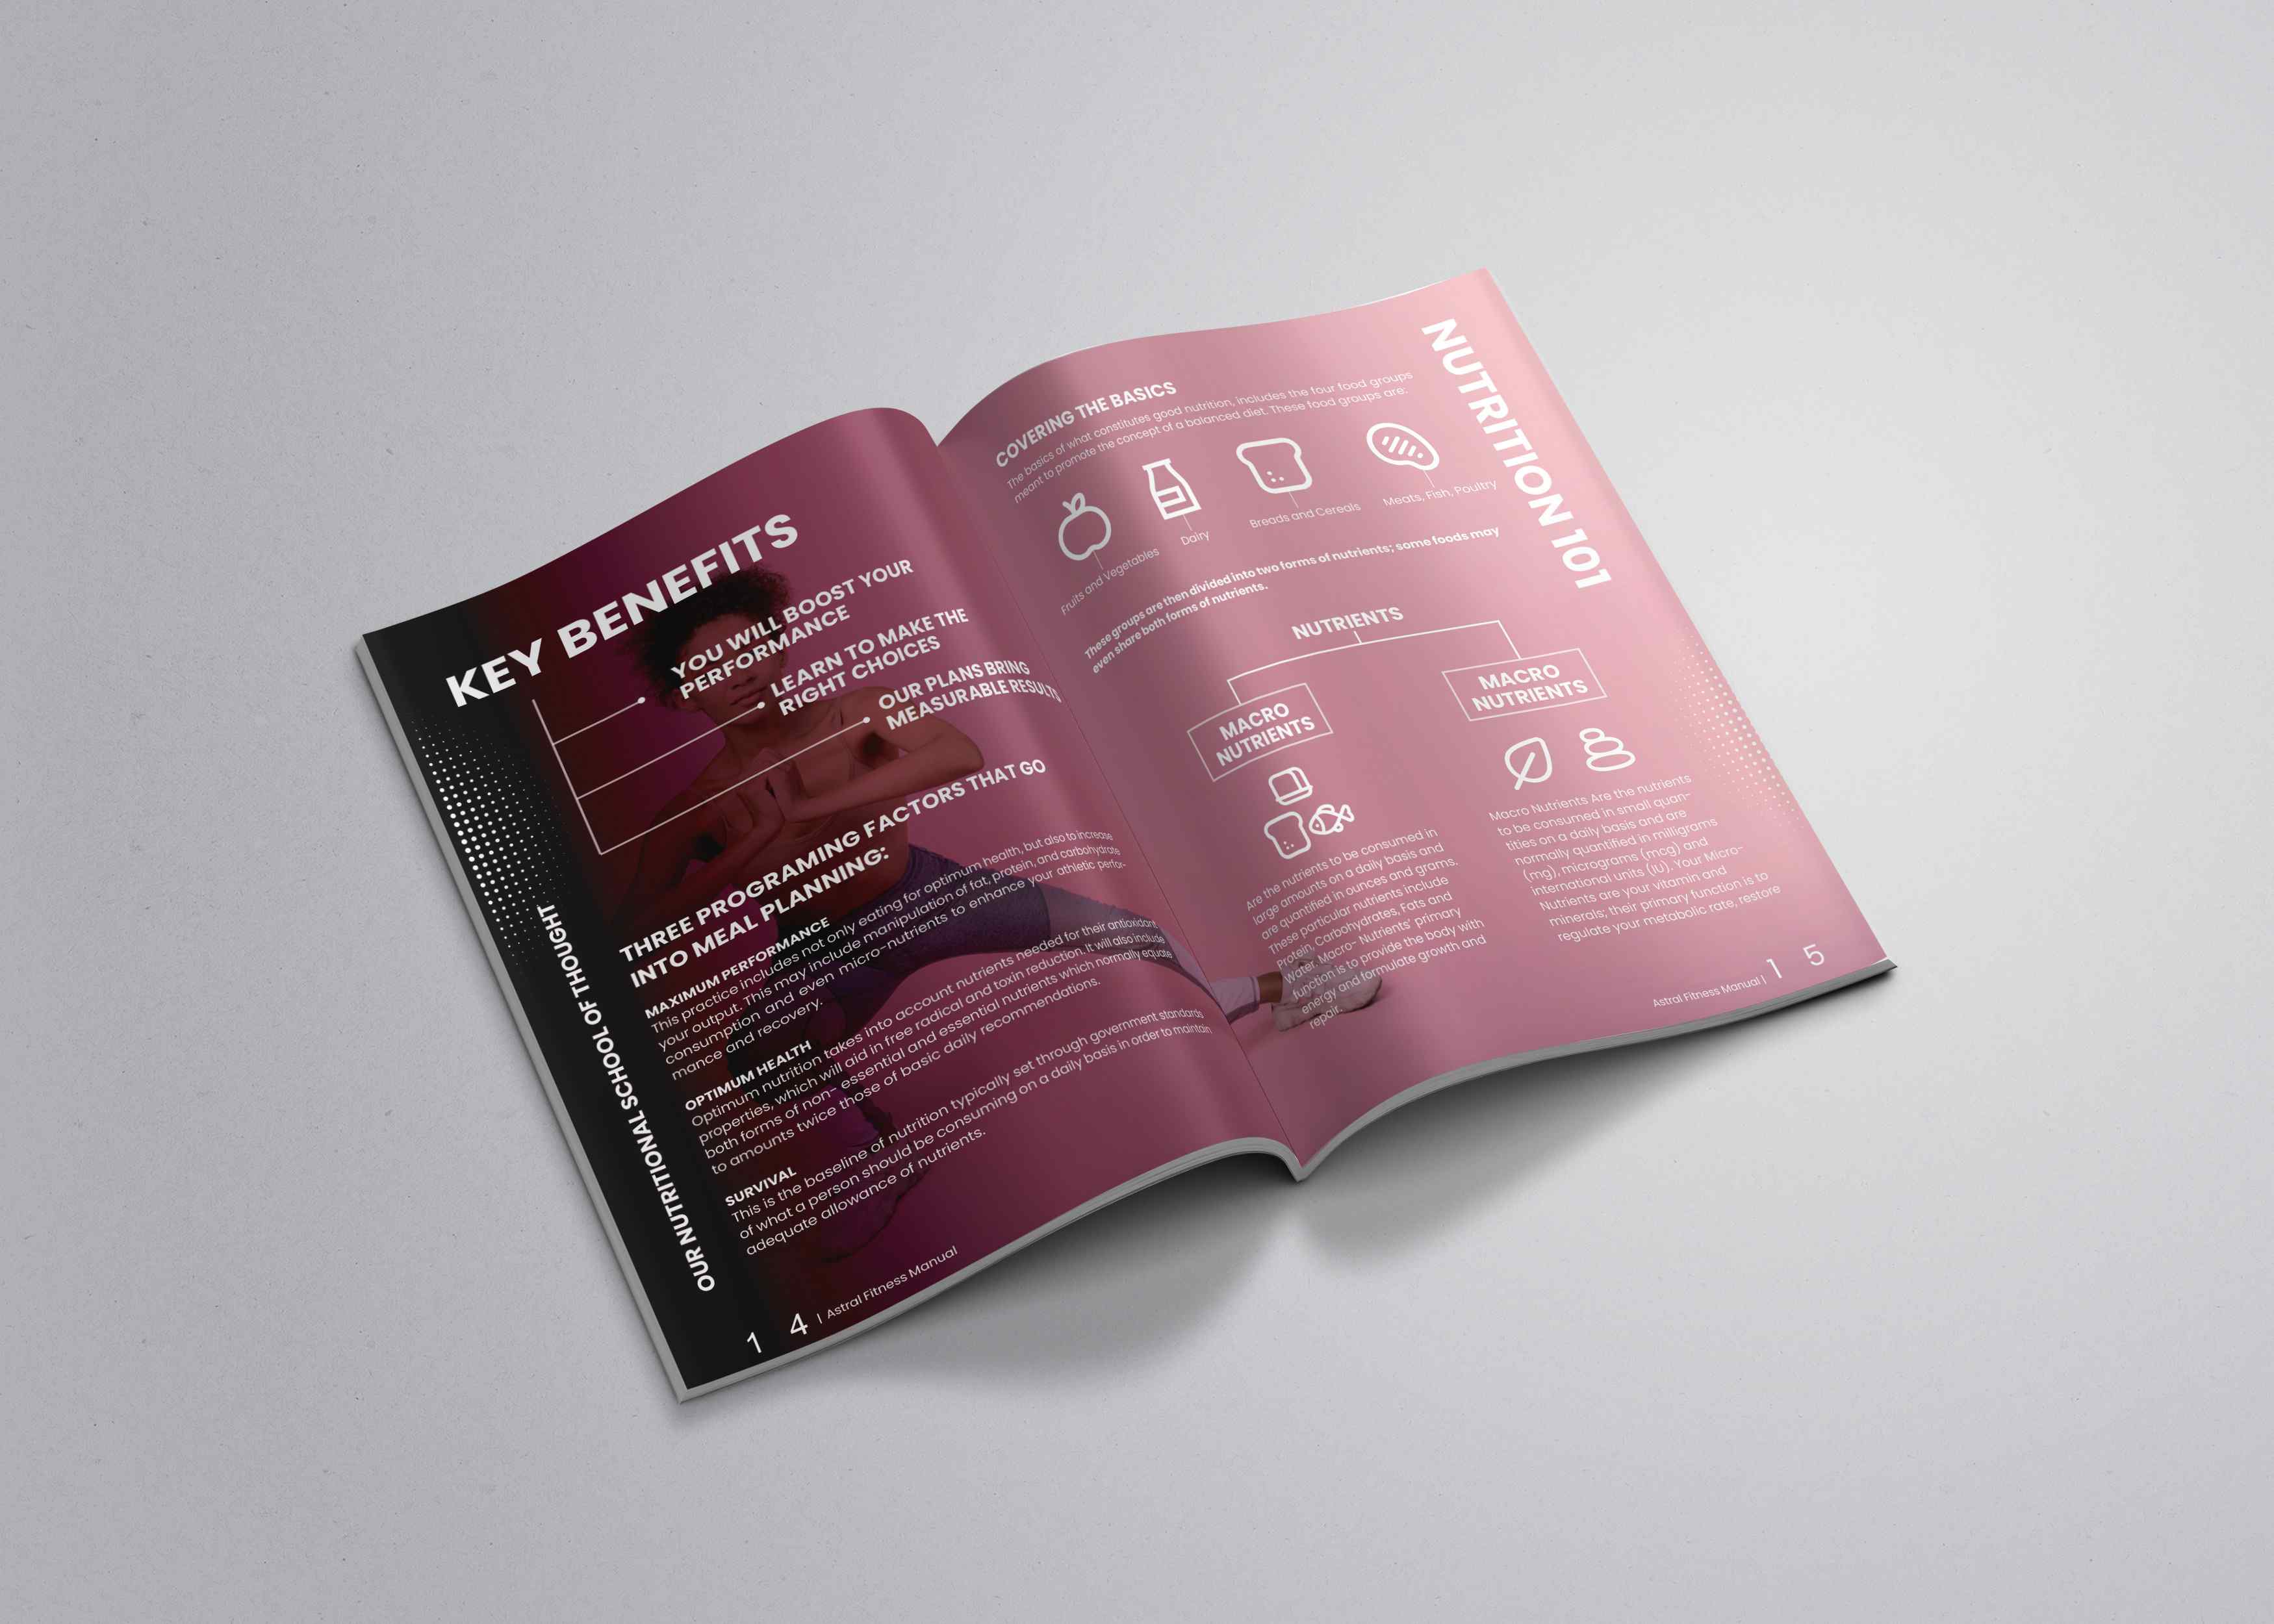 KEY BENEFITS
YOU WILL BOOST YOUR
PERFORMANCE
LEARN TO MAKE THE
RIGHT CHOICES
OUR PLANS BRING
MEASURABLE RESULTS
THREE PROGRAMING FACTORS THAT GO
INTO MEAL PLANNING:
MAXIMUM PERFORMANCE
This practice includes not only eating for optimum health, but also to increase
your output. This may include manipulation of fat, protein, and carbohydrate
consumption and even micro-nutrients to enhance your athletic perfor-
mance and recovery.
OPTIMUM HEALTH
Optimum nutrition takes into account nutrients needed for their antioxidant
properties, which will aid in free radical and toxin reduction. It will also include
both forms of non- essential and essential nutrients which normally equate
to amounts twice those of basic daily recommendations.
SURVIVAL
This is the baseline of nutrition typically set through government standards
of what a person should be consuming on a daily basis in order to maintain
adequate allowance of nutrients.
OUR NUTRITIONAL SCHOOL OF THOUGHT
1 4 | Astral Fitness Manual
NUTRITION 101
COVERING THE BASICS
The basics of what constitutes good nutrition, includes the four food groups
meant to promote the concept of a balanced diet. These food groups are:
Fruits and Vegetables
Dairy
Breads and Cereals
Meats, Fish, Poultry
These groups are then divided into two forms of nutrients; some foods may
even share both forms of nutrients.
NUTRIENTS
MACRO
NUTRIENTS
Are the nutrients to be consumed in
large amounts on a daily basis and
are quantified in ounces and grams.
These particular nutrients include
Protein, Carbohydrates, Fats and
Water. Macro- Nutrients' primary
function is to provide the body with
energy and formulate growth and
repair.
MACRO
NUTRIENTS
Macro Nutrients Are the nutrients
to be consumed in small quan-
tities on a daily basis and are
normally quantified in milligrams
(mg), micrograms (mcg) and
international units (IU). Your Micro-
Nutrients are your vitamin and
minerals; their primary function is to
regulate your metabolic rate, restore
Astral Fitness Manual | 1 5